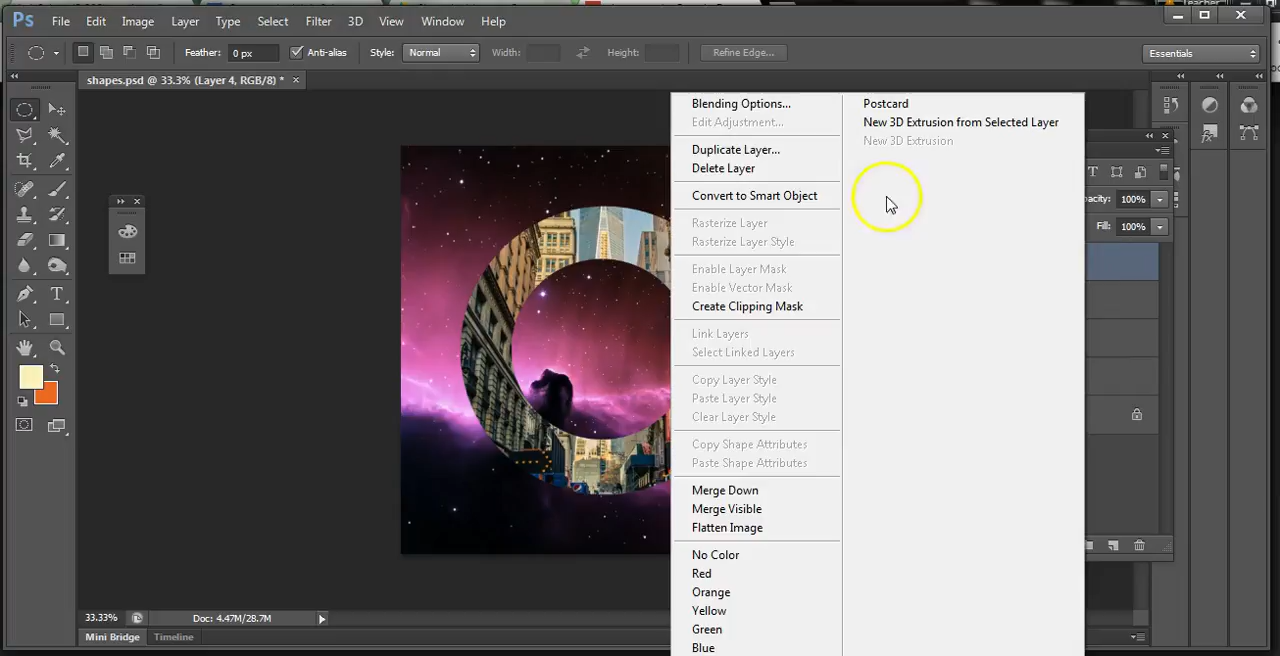 Teacher
Ps File Edit Image Layer Type Select Filter 3D View Window Help
Feather: 0 px Anti-alias Style: Normal Width: Height: Refine Edge... Essentials
shapes.psd @ 33.3% (Layer 4, RGB/8) * ×
Blending Options...
Edit Adjustment...
Duplicate Layer...
Delete Layer
Convert to Smart Object
Rasterize Layer
Rasterize Layer Style
Enable Layer Mask
Enable Vector Mask
Create Clipping Mask
Link Layers
Select Linked Layers
Copy Layer Style
Paste Layer Style
Clear Layer Style
Copy Shape Attributes
Paste Shape Attributes
Merge Down
Merge Visible
Flatten Image
No Color
Red
Orange
Yellow
Green
Blue
Postcard
New 3D Extrusion from Selected Layer
New 3D Extrusion
pacity: 100%
Fill: 100%
33.33% Doc: 4.47M/28.7M
Mini Bridge Timeline